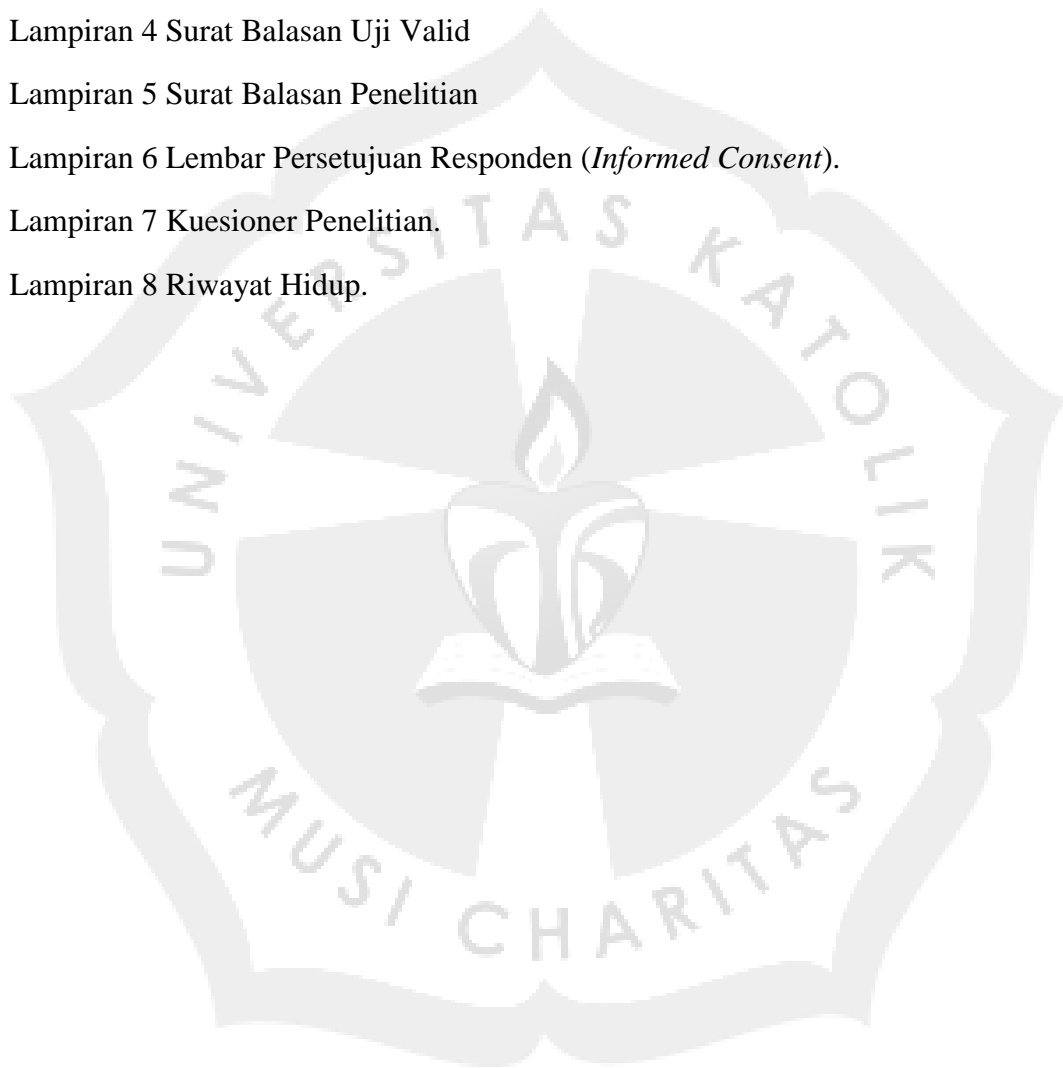 Lampiran 4 Surat Balasan Uji Valid
Lampiran 5 Surat Balasan Penelitian
Lampiran 6 Lembar Persetujuan Responden (Informed Consent).
Lampiran 7 Kuesioner Penelitian.
Lampiran 8 Riwayat Hidup.
UNIVERSITAS KATOLIK
MUSI CHARITAS